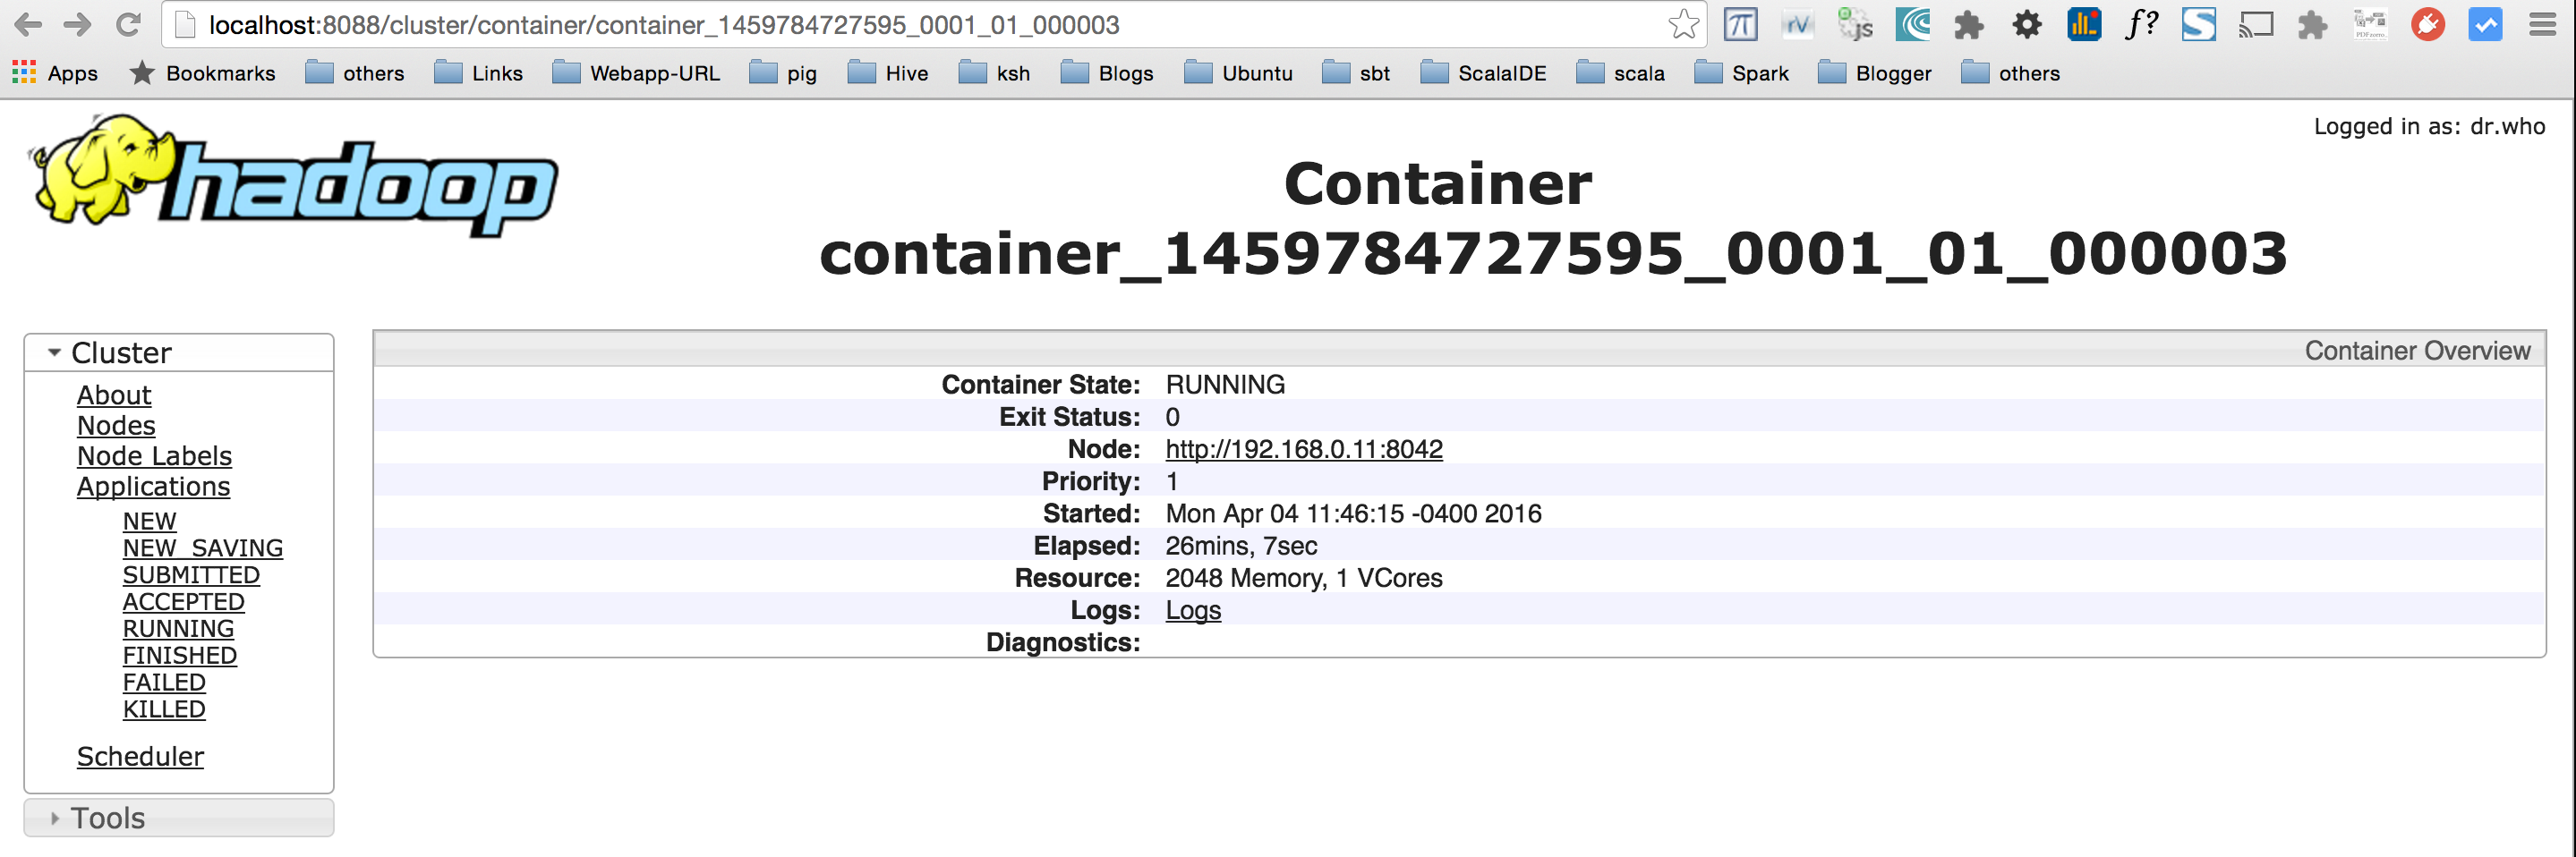 localhost:8088/cluster/container/container_1459784727595_0001_01_000003
Apps Bookmarks others Links Webapp-URL pig Hive ksh Blogs Ubuntu sbt ScalaIDE scala Spark Blogger others
hadoop
Logged in as: dr.who
Container
container_1459784727595_0001_01_000003
Cluster
About
Nodes
Node Labels
Applications
NEW
NEW_SAVING
SUBMITTED
ACCEPTED
RUNNING
FINISHED
FAILED
KILLED
Scheduler
Tools
Container Overview
Container State: RUNNING
Exit Status: 0
Node: http://192.168.0.11:8042
Priority: 1
Started: Mon Apr 04 11:46:15 -0400 2016
Elapsed: 26mins, 7sec
Resource: 2048 Memory, 1 VCores
Logs: Logs
Diagnostics: